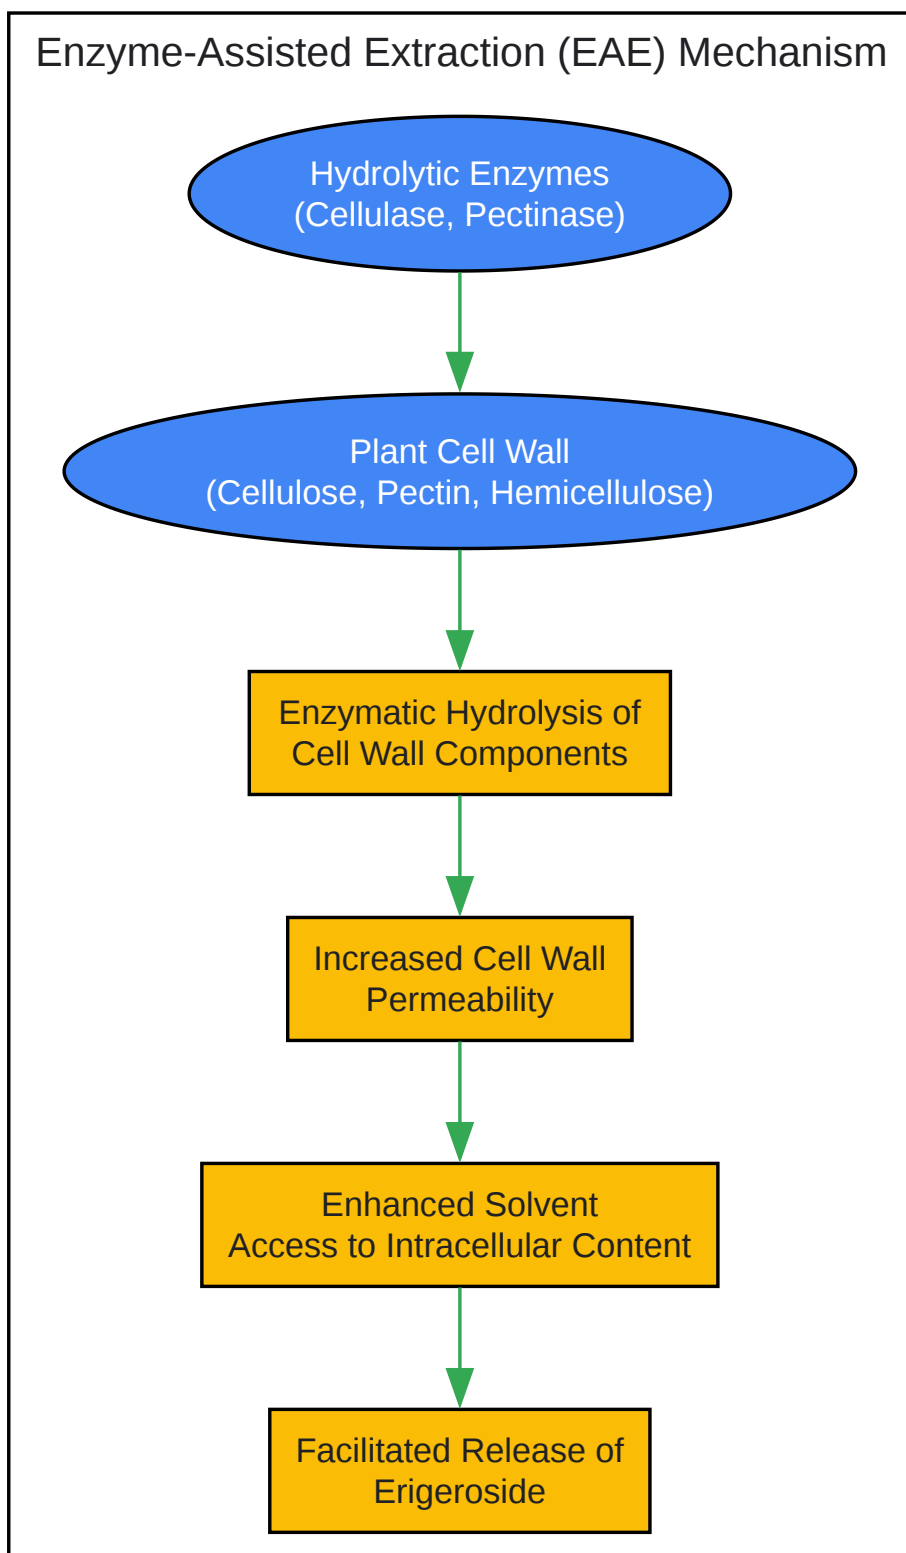 Enzyme-Assisted Extraction (EAE) Mechanism
Hydrolytic Enzymes
(Cellulase, Pectinase)
Plant Cell Wall
(Cellulose, Pectin, Hemicellulose)
Enzymatic Hydrolysis of
Cell Wall Components
Increased Cell Wall
Permeability
Enhanced Solvent
Access to Intracellular Content
Facilitated Release of
Erigeroside